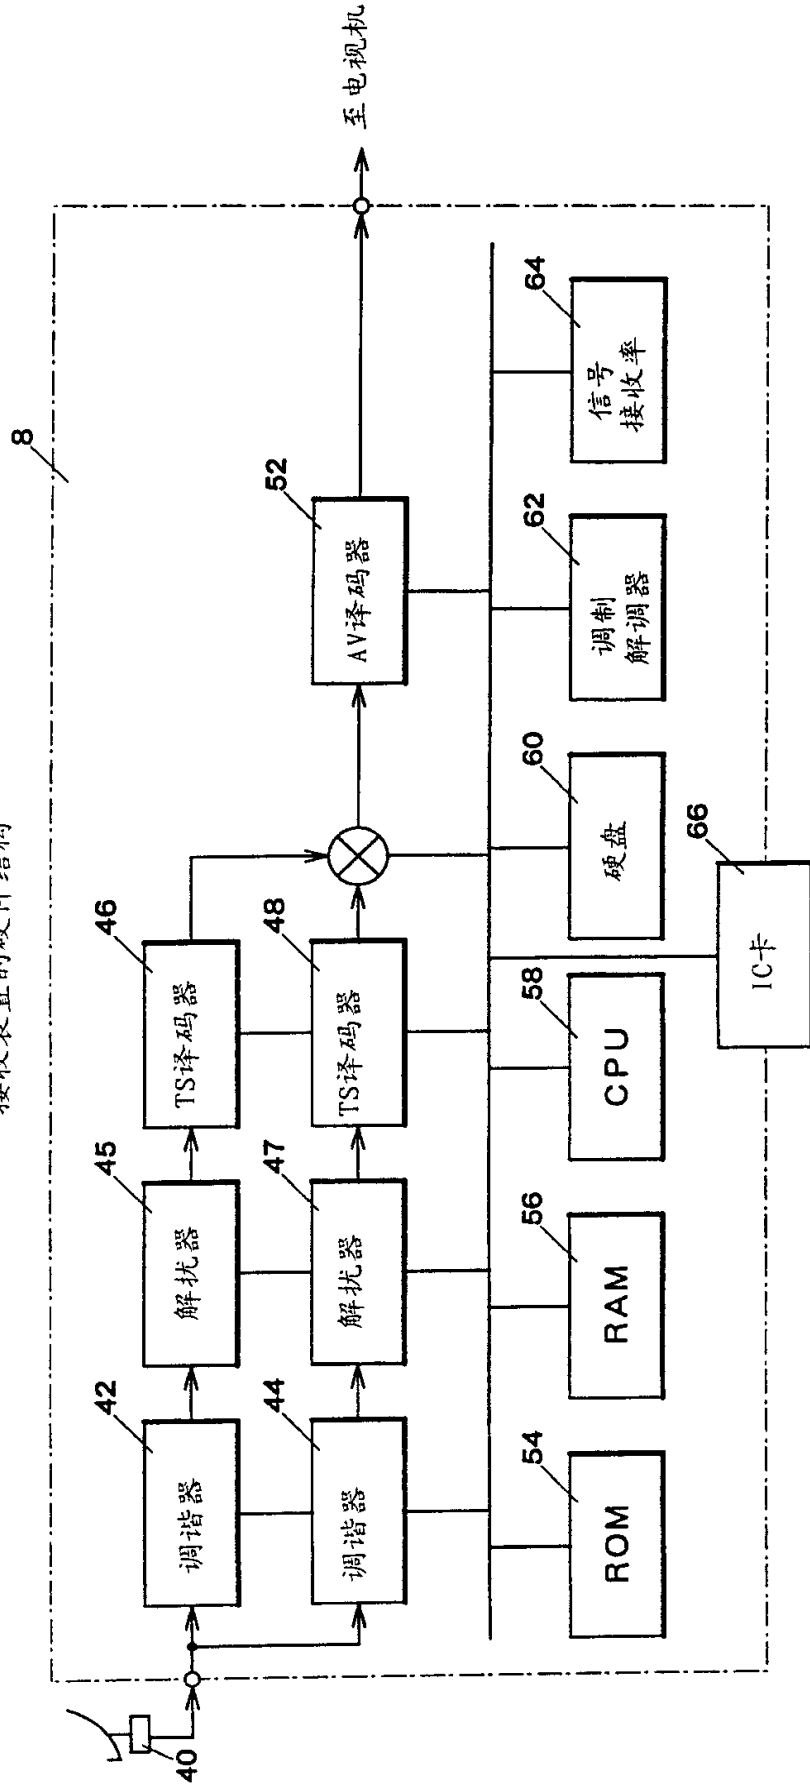 接收装置的硬件结构
8
40
42
调谐器
45
解扰器
46
TS译码器
44
调谐器
47
解扰器
48
TS译码器
52
AV译码器
至电视机
54
ROM
56
RAM
58
CPU
60
硬盘
62
调制
解调器
64
信号
接收率
66
IC卡